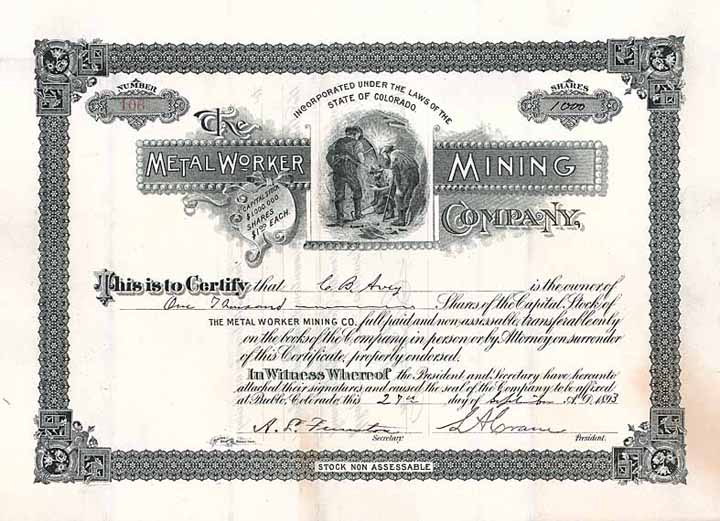 NUMBER
106
INCORPORATED UNDER THE LAWS OF THE
STATE OF COLORADO.
SHARES
1000
The
METAL WORKER MINING
COMPANY,
CAPITAL STOCK
$1,000,000
SHARES
$1.00 EACH.
This is to Certify that C B Avey is the owner of
One Thousand Shares of the Capital Stock of
THE METAL WORKER MINING CO. full paid and non-assessable, transferable only
on the books of the Company in person or by Attorney on surrender
of this Certificate, properly endorsed.
In Witness Whereof the President and Secretary have hereunto
attached their signatures and caused the seal of the Company to be affixed
at Pueblo, Colorado, this 27th day of September A.D. 1893
Secretary.
President.
STOCK NON ASSESSABLE